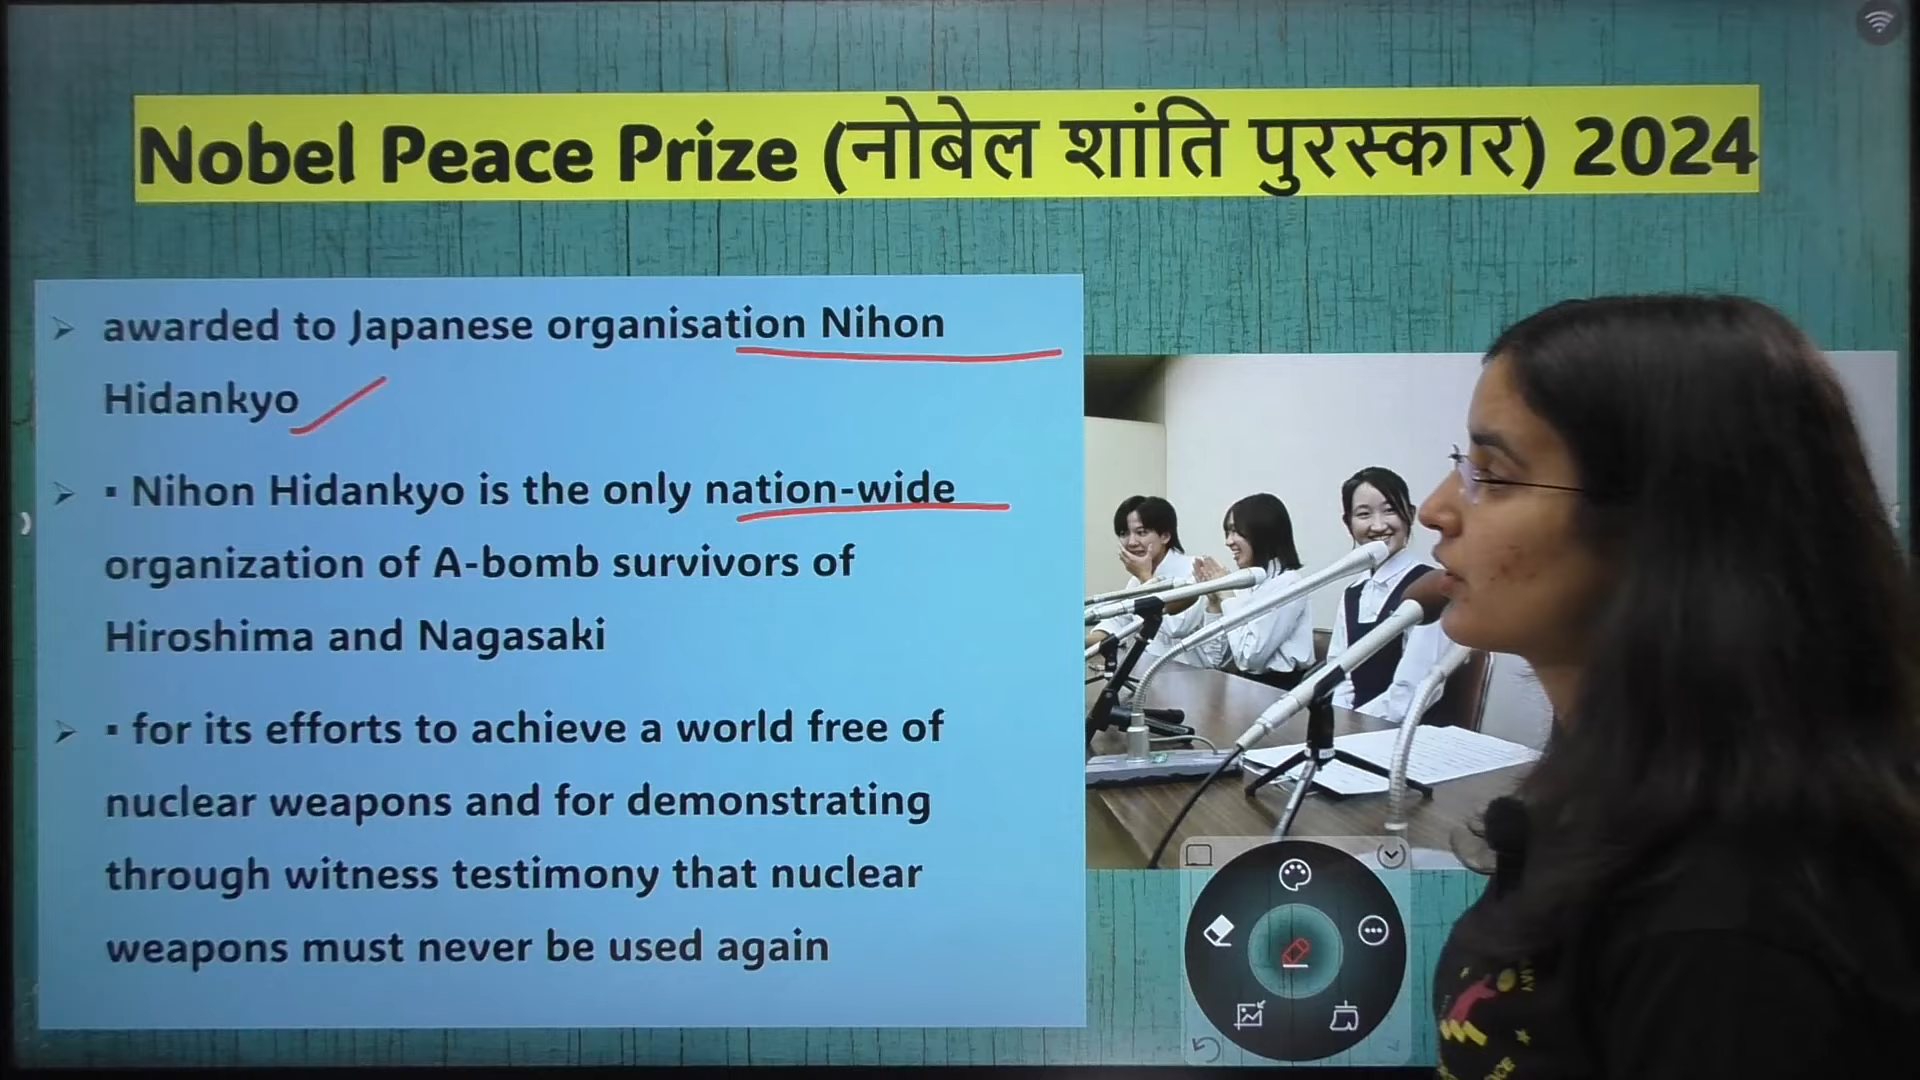 Nobel Peace Prize (नोबेल शांति पुरस्कार) 2024
➢ awarded to Japanese organisation Nihon
Hidankyo
➢ ▪ Nihon Hidankyo is the only nation-wide
organization of A-bomb survivors of
Hiroshima and Nagasaki
➢ ▪ for its efforts to achieve a world free of
nuclear weapons and for demonstrating
through witness testimony that nuclear
weapons must never be used again